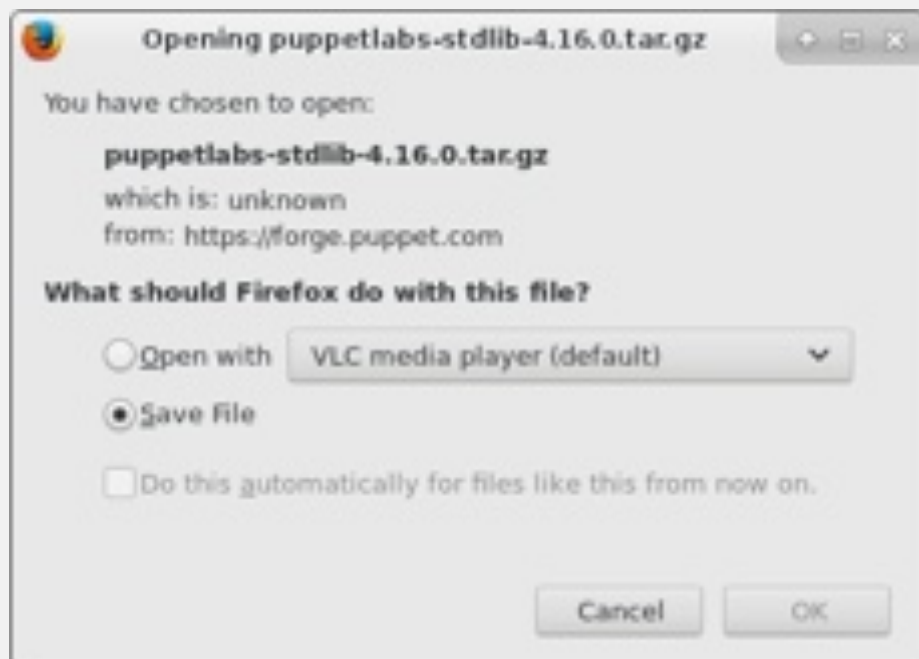 Opening puppetlabs-stdlib-4.16.0.tar.gz
You have chosen to open:
puppetlabs-stdlib-4.16.0.tar.gz
which is: unknown
from: https://forge.puppet.com
What should Firefox do with this file?
Open with VLC media player (default)
Save File
Do this automatically for files like this from now on.
Cancel OK